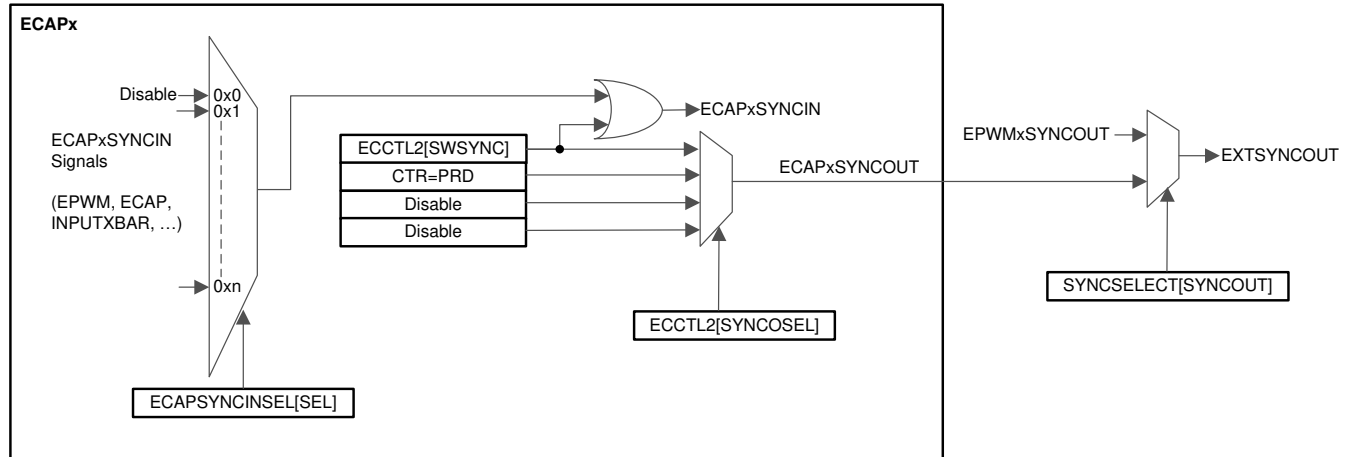 ECAPx
Disable
0x0
0x1
ECAPxSYNCIN
Signals
(EPWM, ECAP,
INPUTXBAR, …)
0xn
ECAPSYNCINSEL[SEL]
ECAPxSYNCIN
ECCTL2[SWSYNC]
CTR=PRD
Disable
Disable
ECAPxSYNCOUT
ECCTL2[SYNCOSEL]
EPWMxSYNCOUT
EXTSYNCOUT
SYNCSELECT[SYNCOUT]